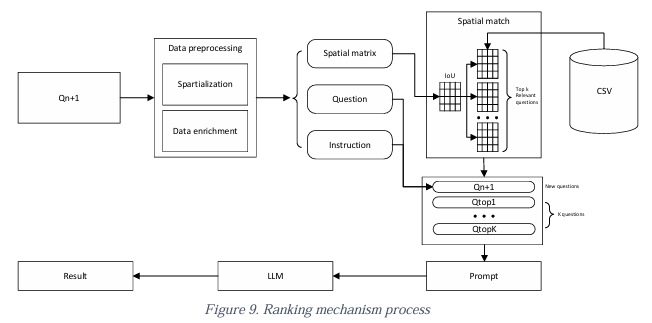 Spatial match
Data preprocessing
Spatial matrix
Spartialization
IoU
Qn+1
Question
Top k
Relevant
questions
CSV
Data enrichment
Instruction
Qn+1
New questions
Qtop1
K questions
QtopK
Result
LLM
Prompt
Figure 9. Ranking mechanism process